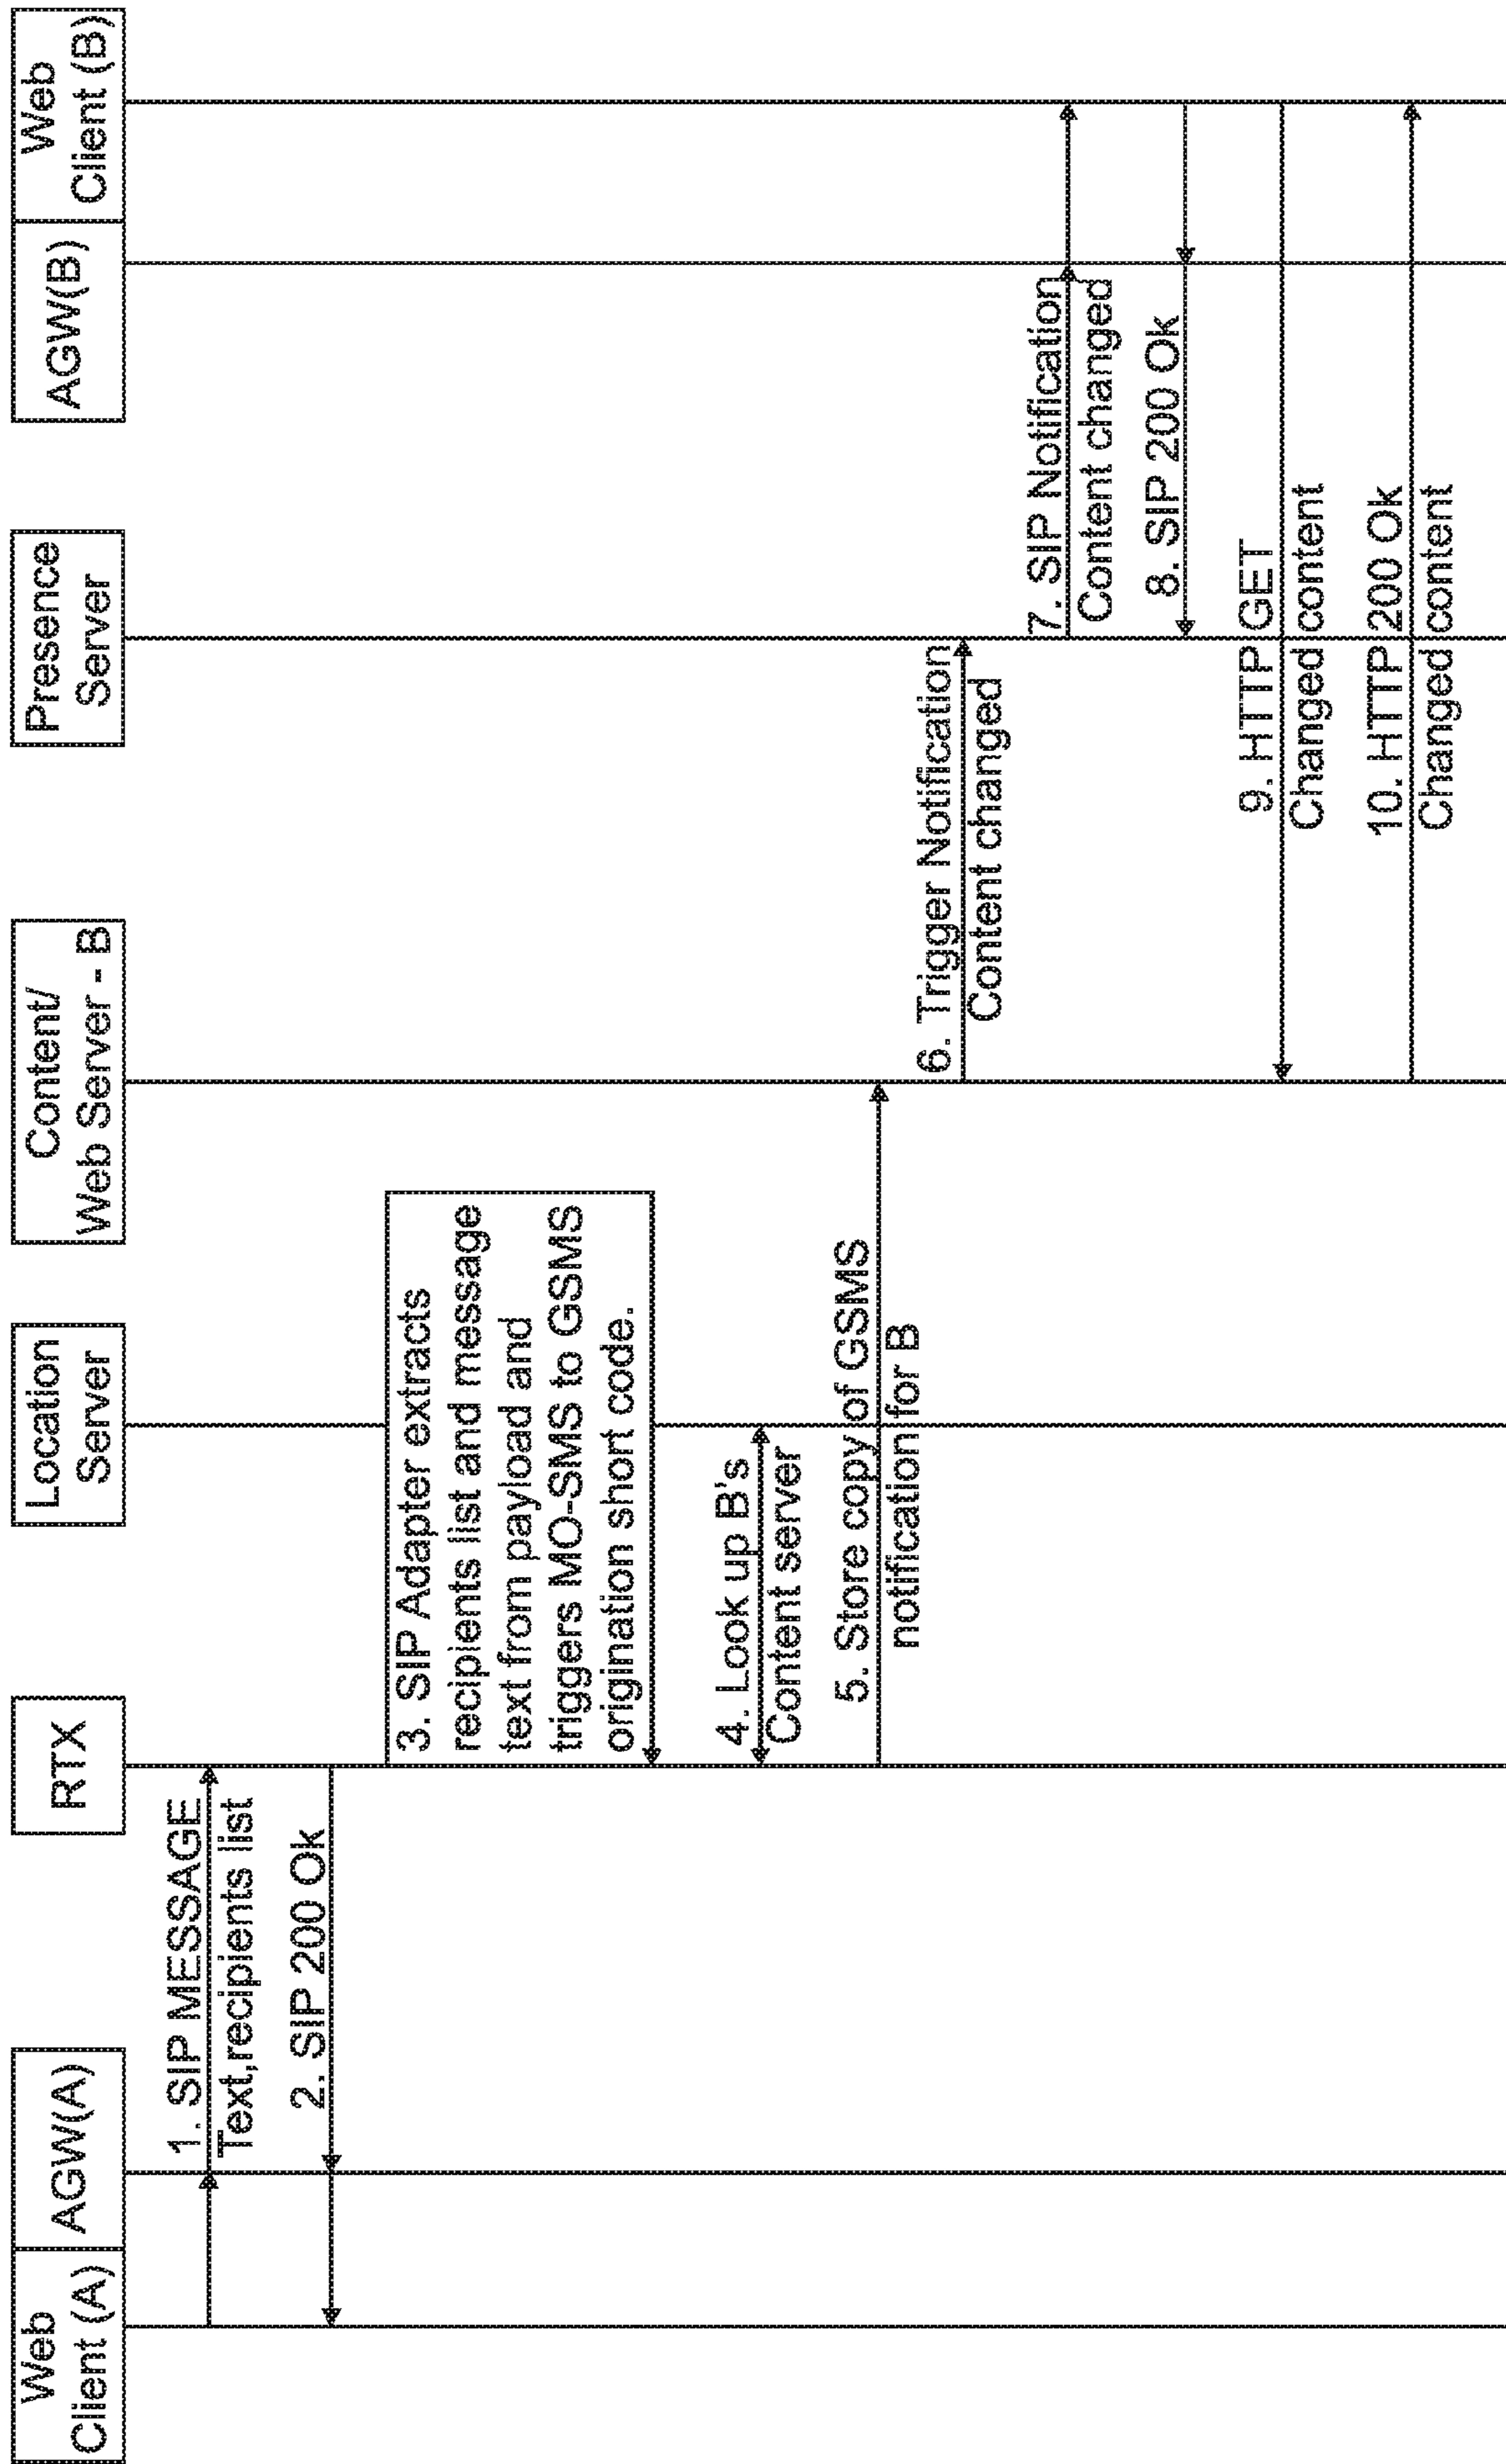 Web
Client (A)
AGW(A)
RTX
Location
Server
Content/
Web Server - B
Presence
Server
AGW(B)
Web
Client (B)
1. SIP MESSAGE
Text,recipients list
2. SIP 200 Ok
3. SIP Adapter extracts
recipients list and message
text from payload and
triggers MO-SMS to GSMS
origination short code.
4. Look up B's
Content server
5. Store copy of GSMS
notification for B
6. Trigger Notification
Content changed
7. SIP Notification
Content changed
8. SIP 200 Ok
9. HTTP GET
Changed content
10. HTTP 200 Ok
Changed content